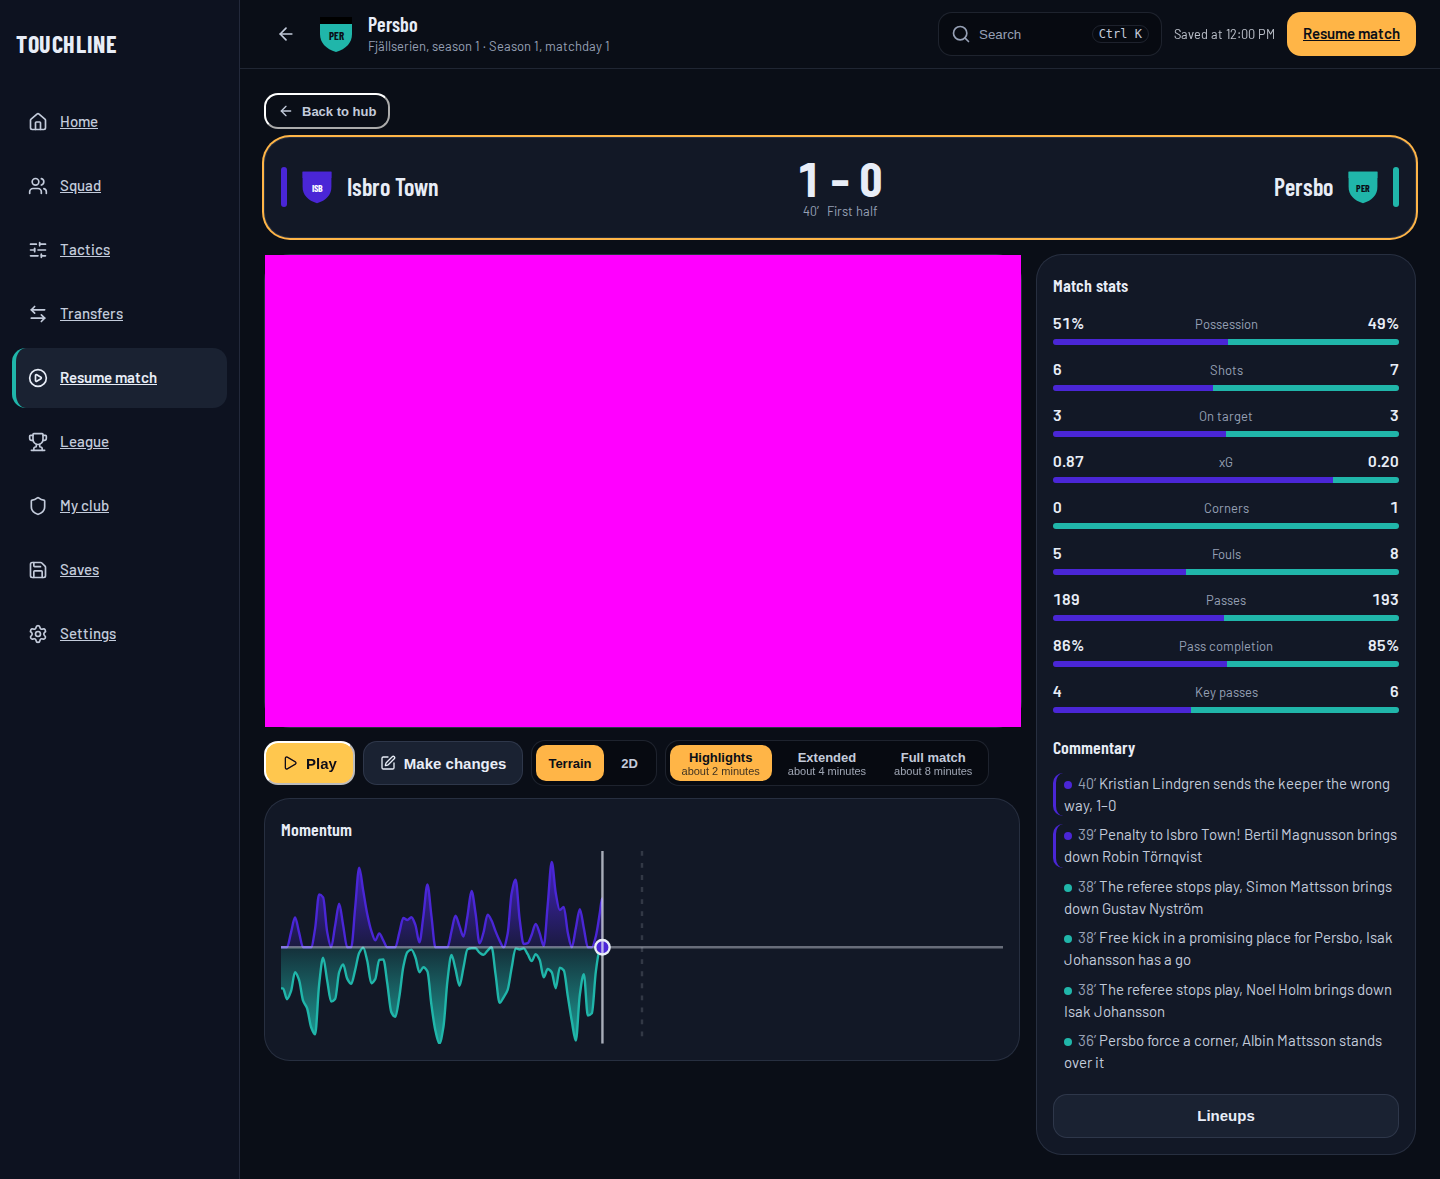 TOUCHLINE
Home
Squad
Tactics
Transfers
Resume match
League
My club
Saves
Settings
PER
Persbo
Fjällserien, season 1 · Season 1, matchday 1
Search
Ctrl K
Saved at 12:00 PM
Resume match
Back to hub
ISB
Isbro Town
1 – 0
40′ First half
Persbo
PER
Play
Make changes
Terrain
2D
Highlights
about 2 minutes
Extended
about 4 minutes
Full match
about 8 minutes
Momentum
Match stats
51% Possession 49%
6 Shots 7
3 On target 3
0.87 xG 0.20
0 Corners 1
5 Fouls 8
189 Passes 193
86% Pass completion 85%
4 Key passes 6
Commentary
40′ Kristian Lindgren sends the keeper the wrong
way, 1–0
39′ Penalty to Isbro Town! Bertil Magnusson brings
down Robin Törnqvist
38′ The referee stops play, Simon Mattsson brings
down Gustav Nyström
38′ Free kick in a promising place for Persbo, Isak
Johansson has a go
38′ The referee stops play, Noel Holm brings down
Isak Johansson
36′ Persbo force a corner, Albin Mattsson stands
over it
Lineups